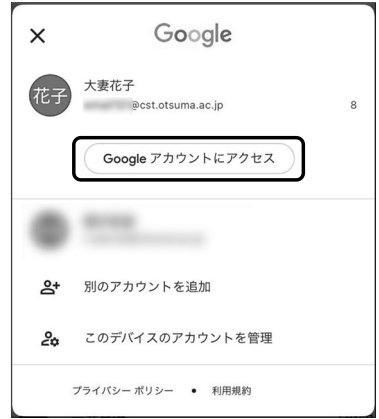 Google
花子
大妻花子
@cst.otsuma.ac.jp
8
Google アカウントにアクセス
別のアカウントを追加
このデバイスのアカウントを管理
プライバシー ポリシー • 利用規約